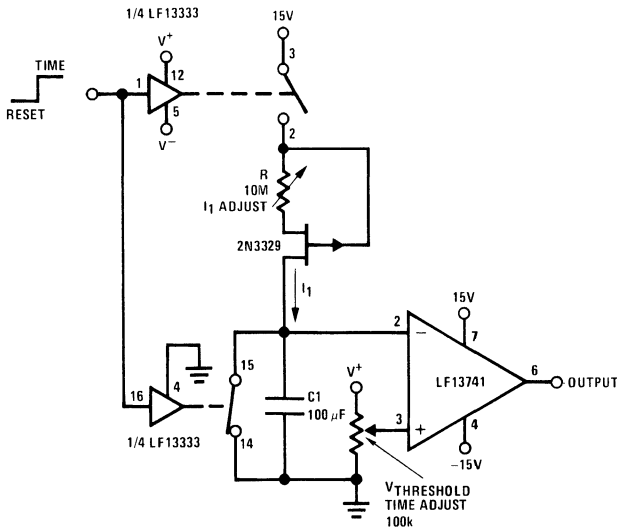 1/4 LF13333
15V
V+
3
TIME
12
1
5
RESET
V−
2
R
10M
I1 ADJUST
2N3329
I1
15V
2
−
7
15
V+
4
LF13741
6
OUTPUT
16
C1
100 μF
3
+
4
1/4 LF13333
14
−15V
VTHRESHOLD
TIME ADJUST
100k